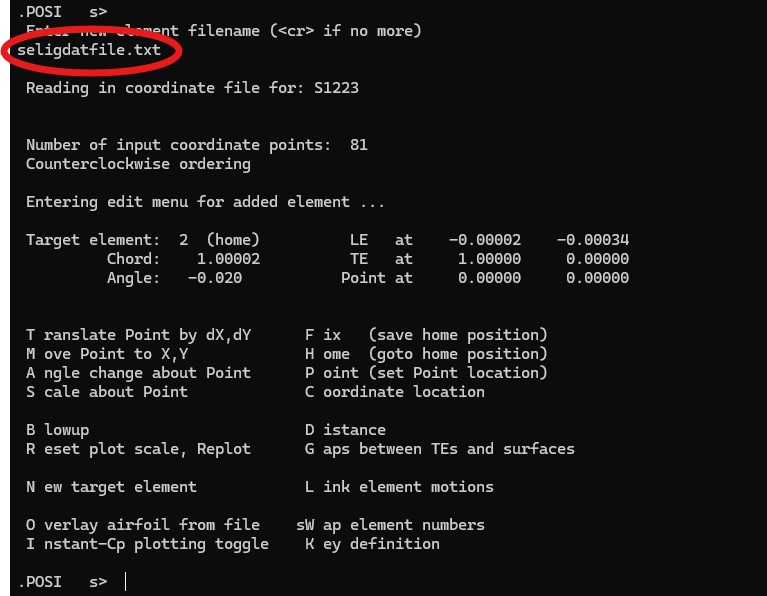 .POSI   s>
Enter new element filename (<cr> if no more)
seligdatfile.txt
Reading in coordinate file for: S1223
Number of input coordinate points:  81
Counterclockwise ordering
Entering edit menu for added element ...
Target element:  2  (home)          LE   at    -0.00002    -0.00034
Chord:    1.00002          TE   at     1.00000     0.00000
Angle:   -0.020           Point at     0.00000     0.00000
T ranslate Point by dX,dY      F ix   (save home position)
M ove Point to X,Y             H ome  (goto home position)
A ngle change about Point      P oint (set Point location)
S cale about Point             C oordinate location
B lowup                        D istance
R eset plot scale, Replot      G aps between TEs and surfaces
N ew target element            L ink element motions
O verlay airfoil from file    sW ap element numbers
I nstant-Cp plotting toggle    K ey definition
.POSI   s>